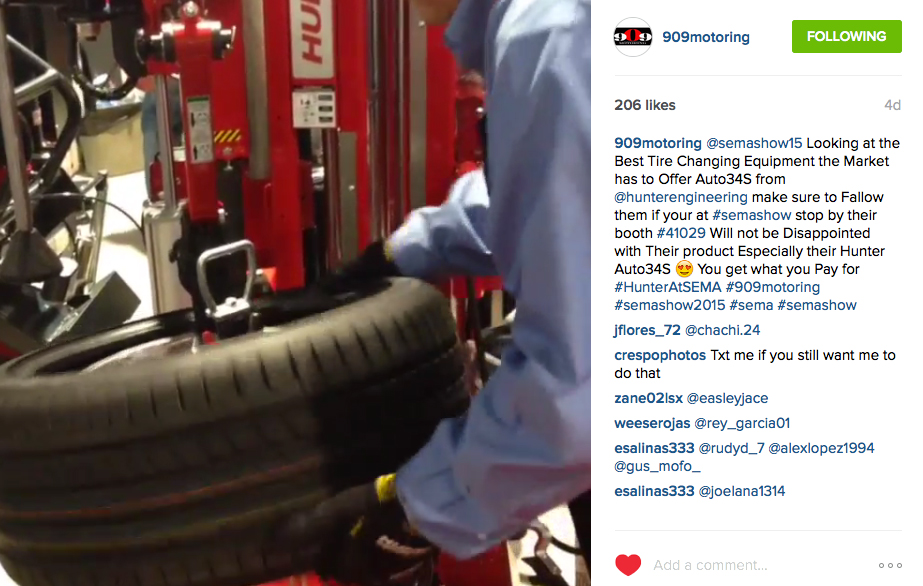 HU
909
909motoring
FOLLOWING
206 likes
4d
909motoring @semashow15 Looking at the
Best Tire Changing Equipment the Market
has to Offer Auto34S from
@hunterengineering make sure to Fallow
them if your at #semashow stop by their
booth #41029 Will not be Disappointed
with Their product Especially their Hunter
Auto34S 😍 You get what you Pay for
#HunterAtSEMA #909motoring
#semashow2015 #sema #semashow
jflores_72 @chachi.24
crespophotos Txt me if you still want me to
do that
zane02lsx @easleyjace
weeserojas @rey_garcia01
esalinas333 @rudyd_7 @alexlopez1994
@gus_mofo_
esalinas333 @joelana1314
Add a comment...